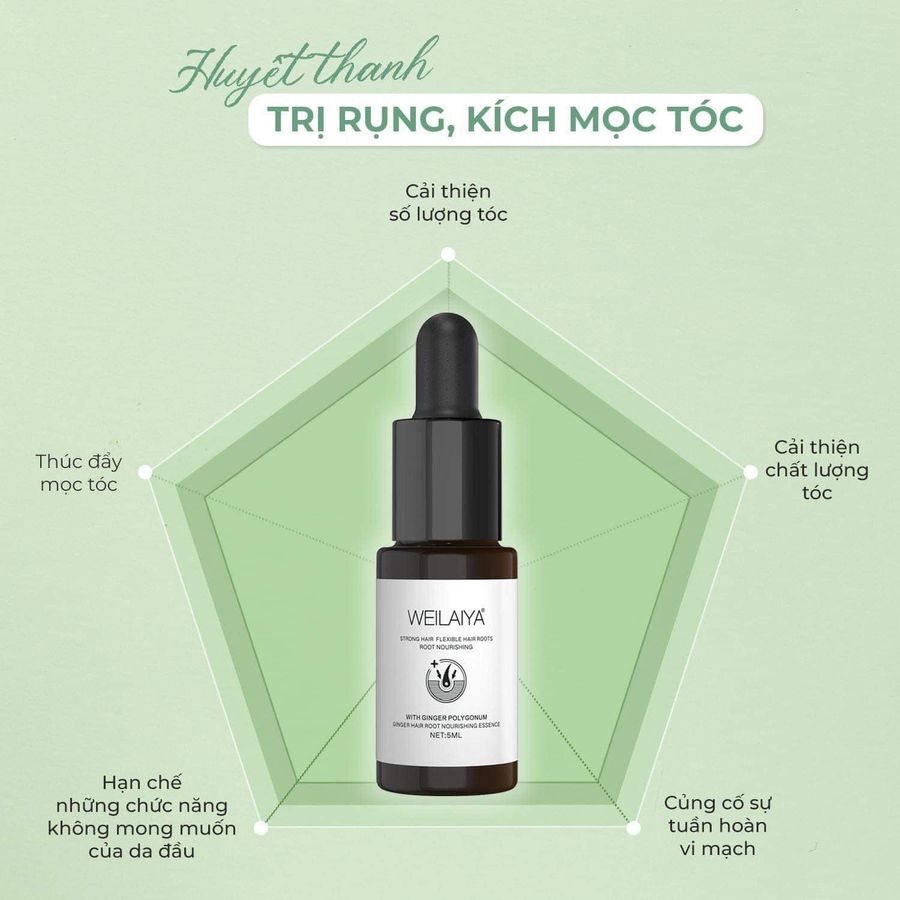 Huyết thanh
TRỊ RỤNG, KÍCH MỌC TÓC
Cải thiện
số lượng tóc
Thúc đẩy
mọc tóc
Cải thiện
chất lượng
tóc
WEILAIYA®
STRONG HAIR FLEXIBLE HAIR ROOTS
ROOT NOURISHING
WITH GINGER POLYGONUM
GINGER HAIR ROOT NOURISHING ESSENCE
NET:5ML
Hạn chế
những chức năng
không mong muốn
của da đầu
Củng cố sự
tuần hoàn
vi mạch